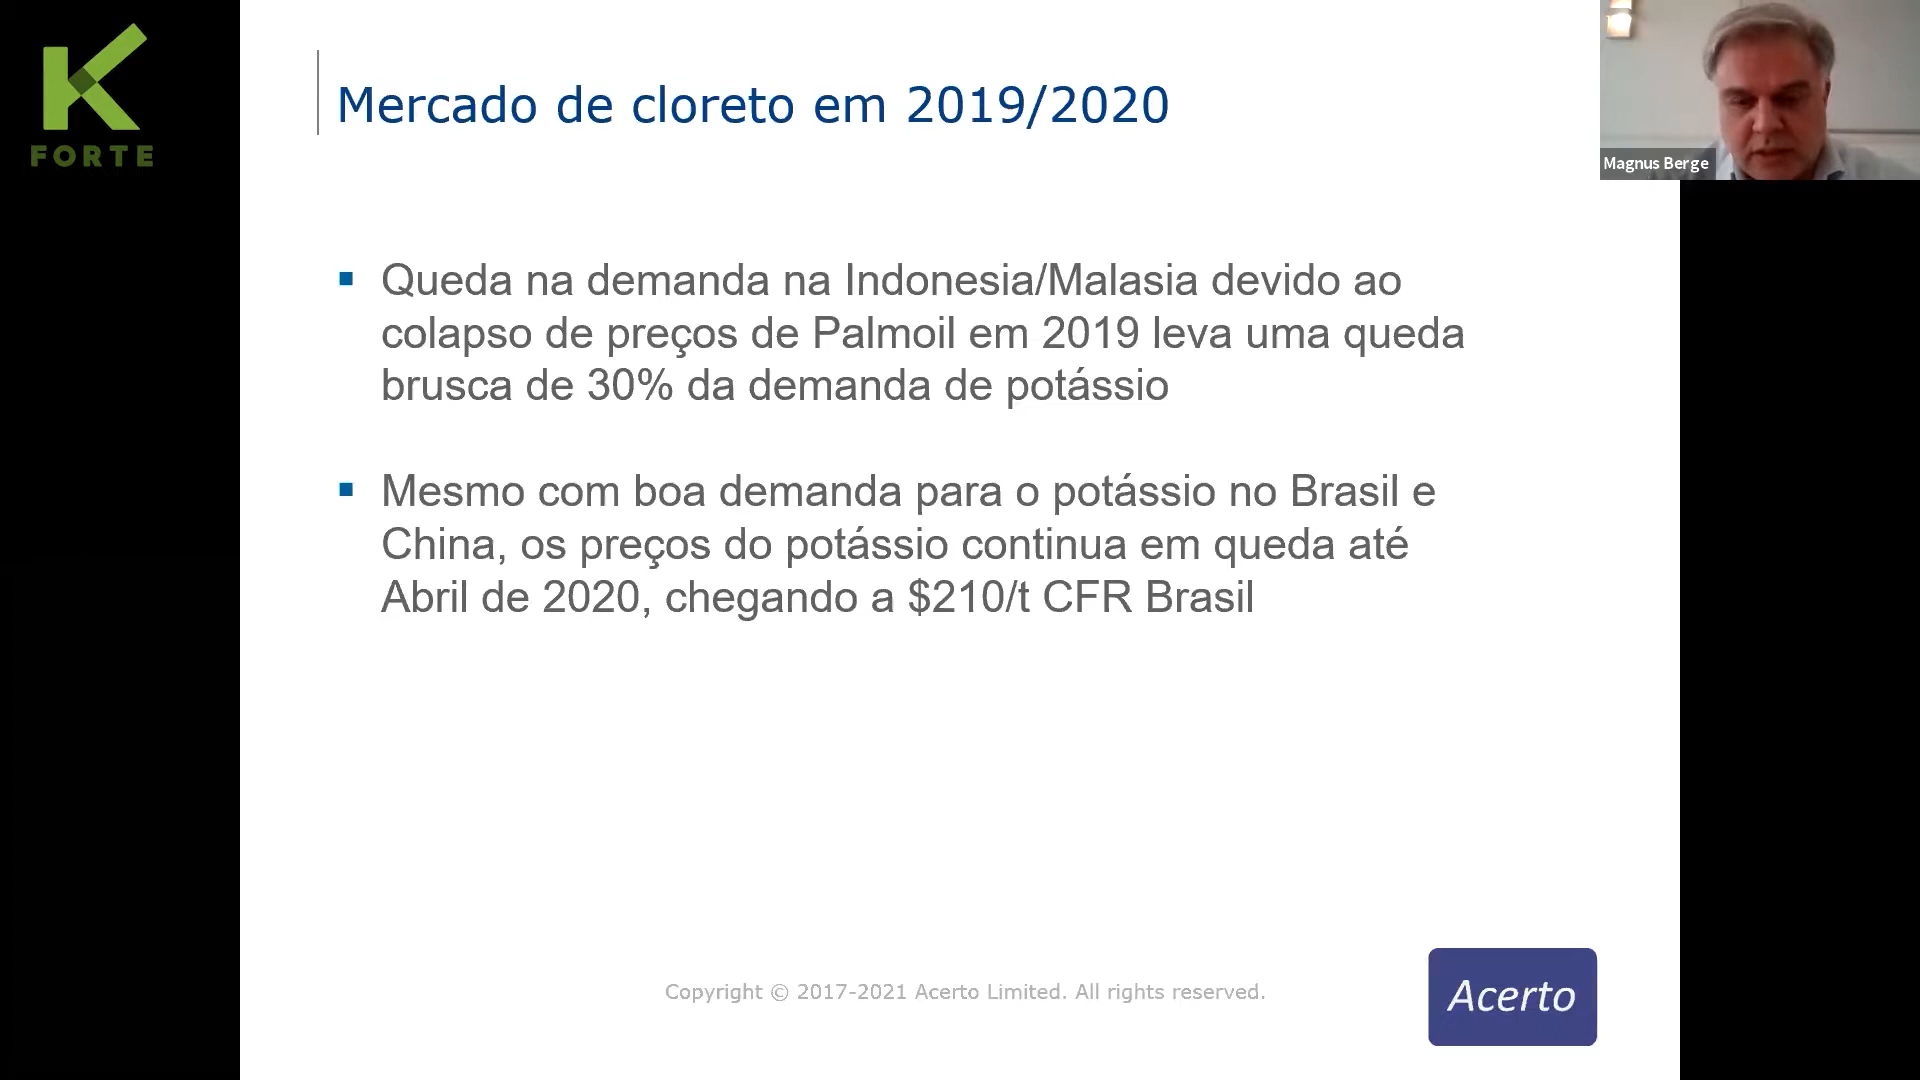 K
FORTE
Mercado de cloreto em 2019/2020
Magnus Berge
▪ Queda na demanda na Indonesia/Malasia devido ao
colapso de preços de Palmoil em 2019 leva uma queda
brusca de 30% da demanda de potássio
▪ Mesmo com boa demanda para o potássio no Brasil e
China, os preços do potássio continua em queda até
Abril de 2020, chegando a $210/t CFR Brasil
Copyright © 2017-2021 Acerto Limited. All rights reserved.
Acerto